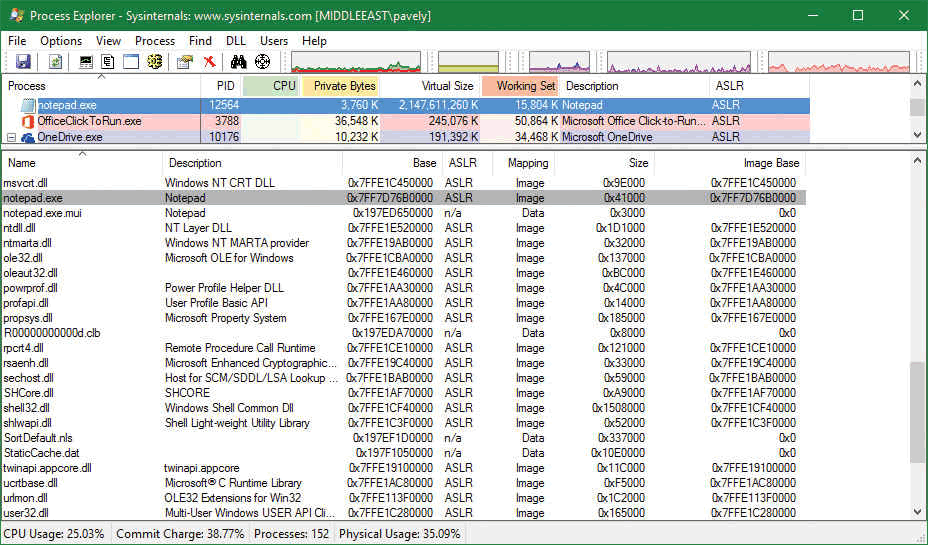 Process Explorer - Sysinternals: www.sysinternals.com [MIDDLEEAST\pavely]
File Options View Process Find DLL Users Help
Process PID CPU Private Bytes Virtual Size Working Set Description ASLR
notepad.exe 12564 3,760 K 2,147,611,260 K 15,804 K Notepad ASLR
OfficeClickToRun.exe 3788 36,548 K 245,076 K 50,864 K Microsoft Office Click-to-Run... ASLR
OneDrive.exe 10176 10,232 K 191,392 K 34,468 K Microsoft OneDrive ASLR
Name Description Base ASLR Mapping Size Image Base
msvcrt.dll Windows NT CRT DLL 0x7FFE1C450000 ASLR Image 0x9E000 0x7FFE1C450000
notepad.exe Notepad 0x7FF7D76B0000 ASLR Image 0x41000 0x7FF7D76B0000
notepad.exe.mui Notepad 0x197ED650000 n/a Data 0x3000 0x0
ntdll.dll NT Layer DLL 0x7FFE1E520000 ASLR Image 0x1D1000 0x7FFE1E520000
ntmarta.dll Windows NT MARTA provider 0x7FFE19AB0000 ASLR Image 0x32000 0x7FFE19AB0000
ole32.dll Microsoft OLE for Windows 0x7FFE1CBA0000 ASLR Image 0x137000 0x7FFE1CBA0000
oleaut32.dll 0x7FFE1E460000 ASLR Image 0xBC000 0x7FFE1E460000
powrprof.dll Power Profile Helper DLL 0x7FFE1AA30000 ASLR Image 0x4C000 0x7FFE1AA30000
profapi.dll User Profile Basic API 0x7FFE1AA80000 ASLR Image 0x14000 0x7FFE1AA80000
propsys.dll Microsoft Property System 0x7FFE167E0000 ASLR Image 0x185000 0x7FFE167E0000
R00000000000d.clb 0x197EDA70000 n/a Data 0x8000 0x0
rpcrt4.dll Remote Procedure Call Runtime 0x7FFE1CE10000 ASLR Image 0x121000 0x7FFE1CE10000
rsaenh.dll Microsoft Enhanced Cryptographic... 0x7FFE19C40000 ASLR Image 0x33000 0x7FFE19C40000
sechost.dll Host for SCM/SDDL/LSA Lookup ... 0x7FFE1BAB0000 ASLR Image 0x59000 0x7FFE1BAB0000
SHCore.dll SHCORE 0x7FFE1AF70000 ASLR Image 0xA9000 0x7FFE1AF70000
shell32.dll Windows Shell Common Dll 0x7FFE1CF40000 ASLR Image 0x1508000 0x7FFE1CF40000
shlwapi.dll Shell Light-weight Utility Library 0x7FFE1C3F0000 ASLR Image 0x52000 0x7FFE1C3F0000
SortDefault.nls 0x197EF1D0000 n/a Data 0x337000 0x0
StaticCache.dat 0x197F1050000 n/a Data 0x10E0000 0x0
twinapi.appcore.dll twinapi.appcore 0x7FFE19100000 ASLR Image 0x11C000 0x7FFE19100000
ucrtbase.dll Microsoft® C Runtime Library 0x7FFE1AC80000 ASLR Image 0xF5000 0x7FFE1AC80000
urlmon.dll OLE32 Extensions for Win32 0x7FFE113F0000 ASLR Image 0x1C2000 0x7FFE113F0000
user32.dll Multi-User Windows USER API Cli... 0x7FFE1C280000 ASLR Image 0x165000 0x7FFE1C280000
CPU Usage: 25.03% Commit Charge: 38.77% Processes: 152 Physical Usage: 35.09%